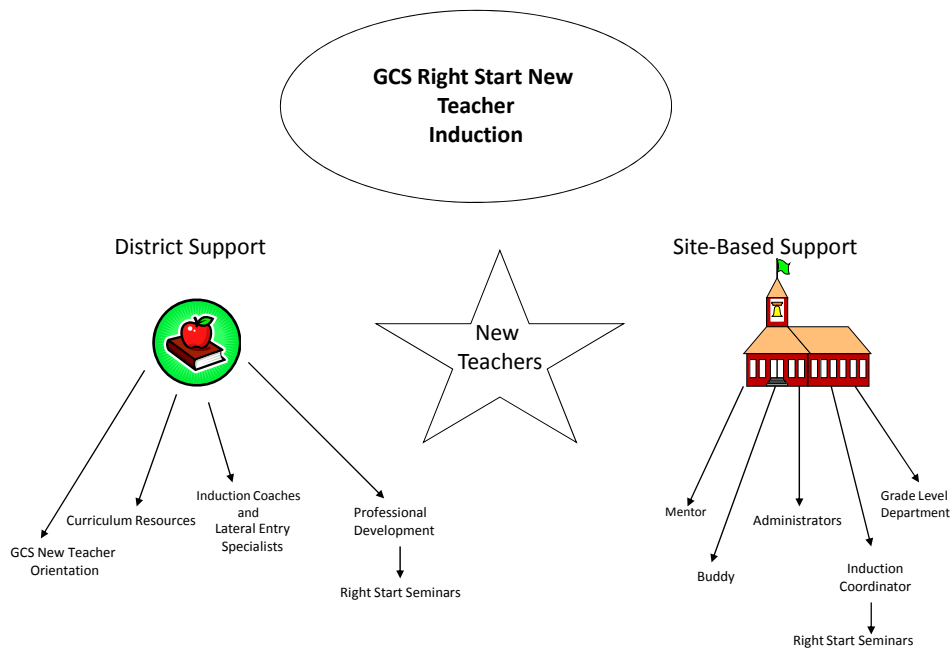 GCS Right Start New
Teacher
Induction
District Support
Site-Based Support
New
Teachers
GCS New Teacher
Orientation
Curriculum Resources
Induction Coaches
and
Lateral Entry
Specialists
Professional
Development
Right Start Seminars
Mentor
Buddy
Administrators
Induction
Coordinator
Right Start Seminars
Grade Level
Department